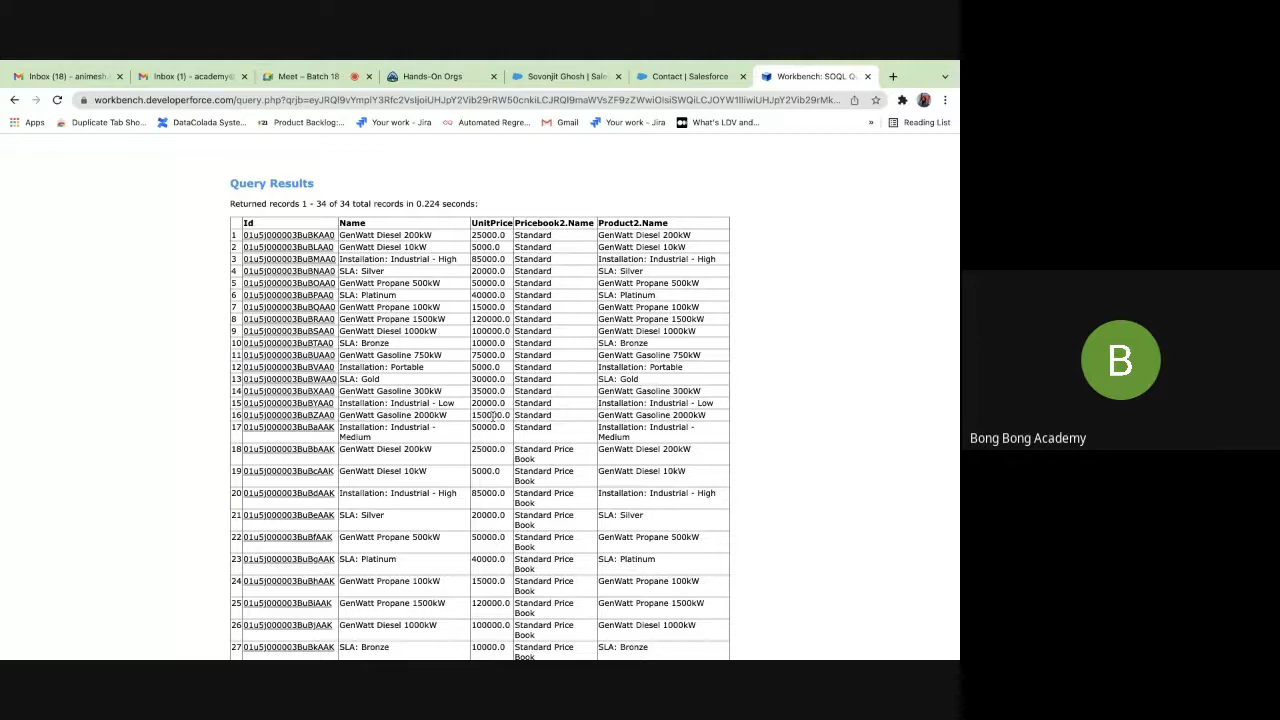 Inbox (18) – animesh.
Inbox (1) – academy@
Meet – Batch 18
Hands-On Orgs
Sovonjit Ghosh | Sale
Contact | Salesforce
Workbench: SOQL Q
workbench.developerforce.com/query.php?
Apps
Duplicate Tab Sho...
DataColada Syste...
Product Backlog:...
Your work - Jira
Automated Regre...
Gmail
Your work - Jira
What's LDV and...
»
Reading List
Query Results
Returned records 1 - 34 of 34 total records in 0.224 seconds:
Id Name UnitPrice Pricebook2.Name Product2.Name
1 01u5j000003BuBKAA0 GenWatt Diesel 200kW 25000.0 Standard GenWatt Diesel 200kW
2 01u5j000003BuBLAA0 GenWatt Diesel 10kW 5000.0 Standard GenWatt Diesel 10kW
3 01u5j000003BuBMAA0 Installation: Industrial - High 85000.0 Standard Installation: Industrial - High
4 01u5j000003BuBNAA0 SLA: Silver 20000.0 Standard SLA: Silver
5 01u5j000003BuBOAA0 GenWatt Propane 500kW 50000.0 Standard GenWatt Propane 500kW
6 01u5j000003BuBPAA0 SLA: Platinum 40000.0 Standard SLA: Platinum
7 01u5j000003BuBQAA0 GenWatt Propane 100kW 15000.0 Standard GenWatt Propane 100kW
8 01u5j000003BuBRAA0 GenWatt Propane 1500kW 120000.0 Standard GenWatt Propane 1500kW
9 01u5j000003BuBSAA0 GenWatt Diesel 1000kW 100000.0 Standard GenWatt Diesel 1000kW
10 01u5j000003BuBTAA0 SLA: Bronze 10000.0 Standard SLA: Bronze
11 01u5j000003BuBUAA0 GenWatt Gasoline 750kW 75000.0 Standard GenWatt Gasoline 750kW
12 01u5j000003BuBVAA0 Installation: Portable 5000.0 Standard Installation: Portable
13 01u5j000003BuBWAA0 SLA: Gold 30000.0 Standard SLA: Gold
14 01u5j000003BuBXAA0 GenWatt Gasoline 300kW 35000.0 Standard GenWatt Gasoline 300kW
15 01u5j000003BuBYAA0 Installation: Industrial - Low 20000.0 Standard Installation: Industrial - Low
16 01u5j000003BuBZAA0 GenWatt Gasoline 2000kW 150000.0 Standard GenWatt Gasoline 2000kW
17 01u5j000003BuBaAAK Installation: Industrial - 50000.0 Standard Installation: Industrial -
Medium Medium
18 01u5j000003BuBbAAK GenWatt Diesel 200kW 25000.0 Standard Price GenWatt Diesel 200kW
Book
19 01u5j000003BuBcAAK GenWatt Diesel 10kW 5000.0 Standard Price GenWatt Diesel 10kW
Book
20 01u5j000003BuBdAAK Installation: Industrial - High 85000.0 Standard Price Installation: Industrial - High
Book
21 01u5j000003BuBeAAK SLA: Silver 20000.0 Standard Price SLA: Silver
Book
22 01u5j000003BuBfAAK GenWatt Propane 500kW 50000.0 Standard Price GenWatt Propane 500kW
Book
23 01u5j000003BuBgAAK SLA: Platinum 40000.0 Standard Price SLA: Platinum
Book
24 01u5j000003BuBhAAK GenWatt Propane 100kW 15000.0 Standard Price GenWatt Propane 100kW
Book
25 01u5j000003BuBiAAK GenWatt Propane 1500kW 120000.0 Standard Price GenWatt Propane 1500kW
Book
26 01u5j000003BuBjAAK GenWatt Diesel 1000kW 100000.0 Standard Price GenWatt Diesel 1000kW
Book
27 01u5j000003BuBkAAK SLA: Bronze 10000.0 Standard Price SLA: Bronze
Book
B
Bong Bong Academy